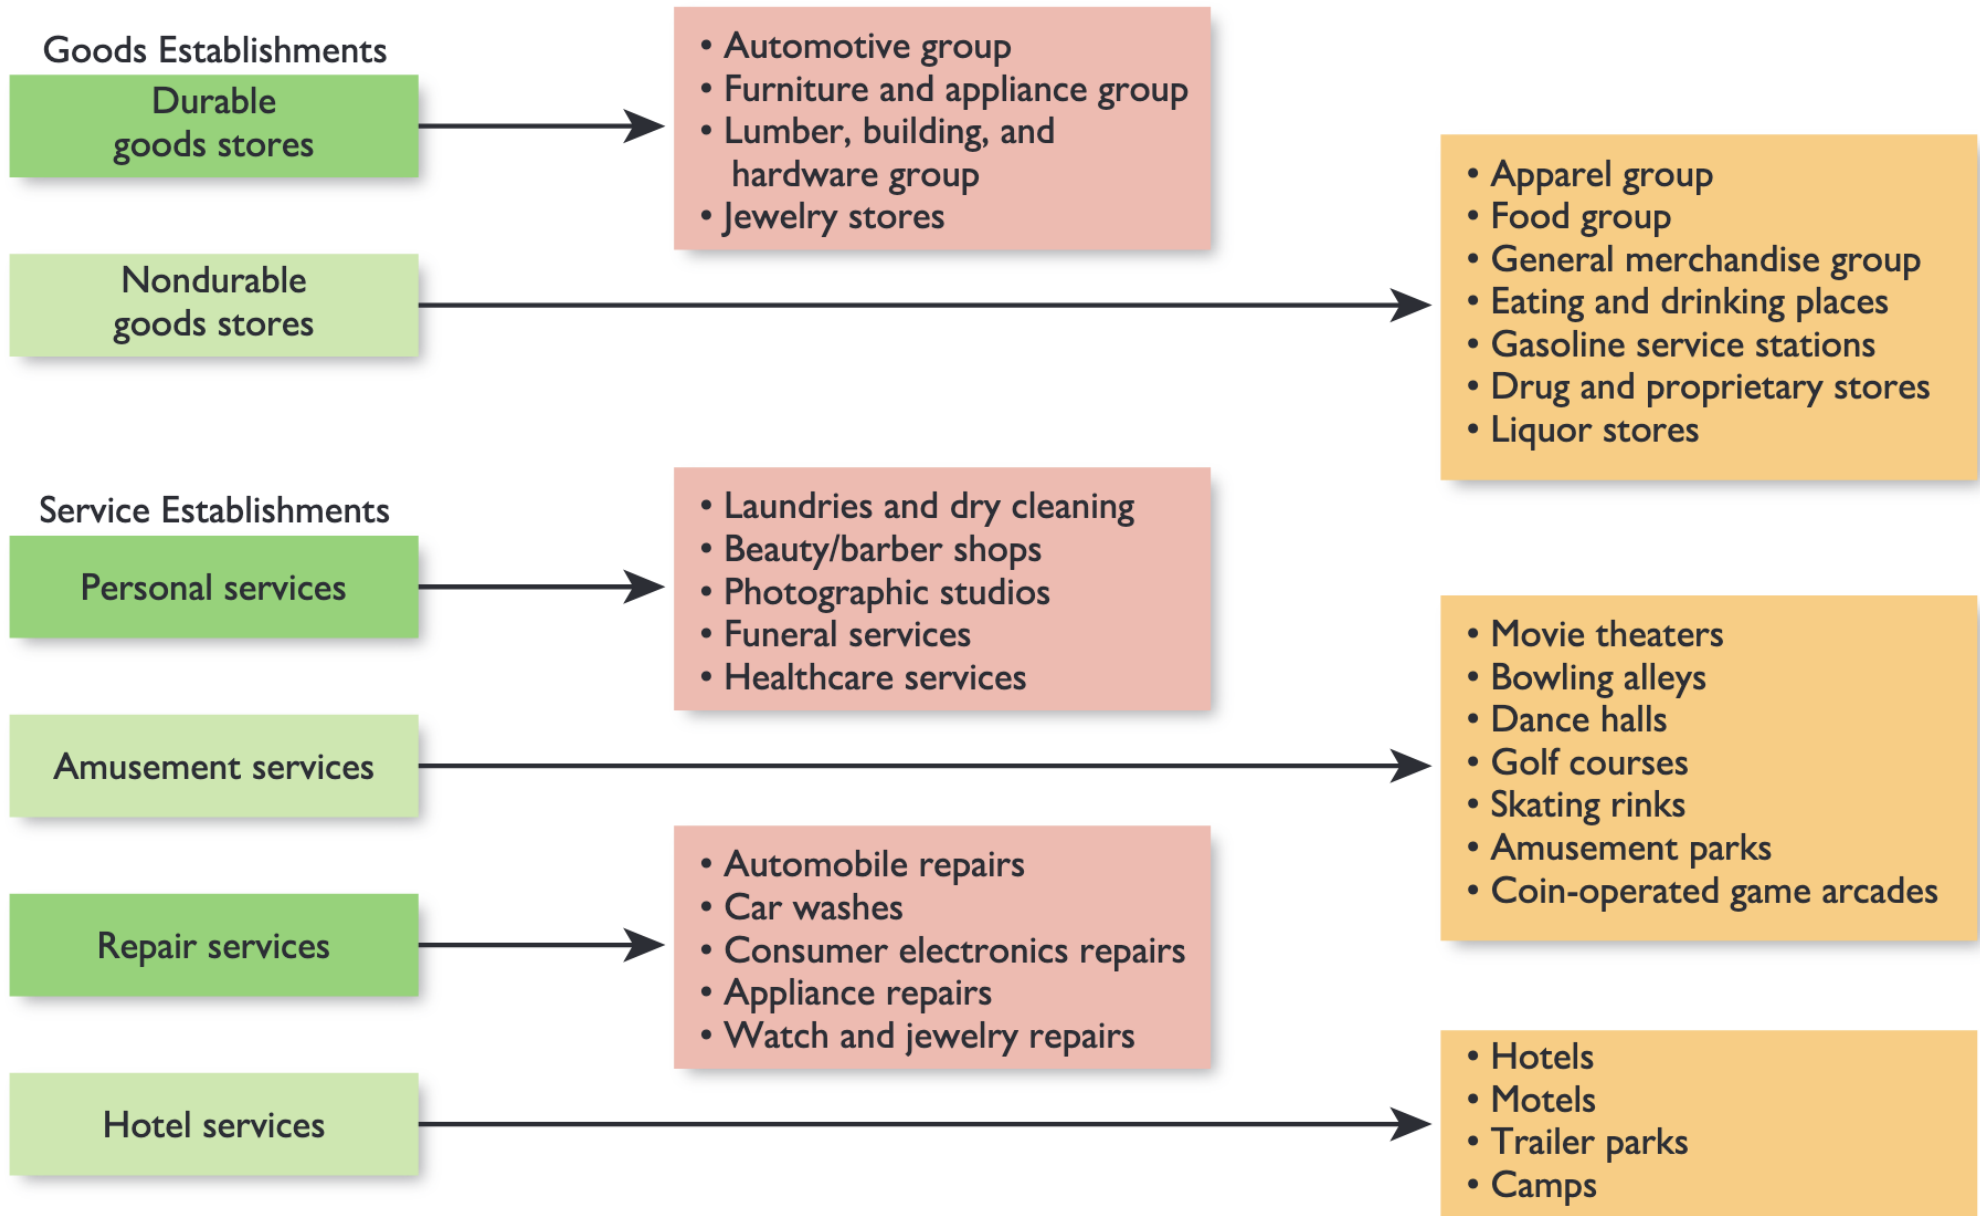 Goods Establishments
Durable
goods stores
• Automotive group
• Furniture and appliance group
• Lumber, building, and
hardware group
• Jewelry stores
Nondurable
goods stores
• Apparel group
• Food group
• General merchandise group
• Eating and drinking places
• Gasoline service stations
• Drug and proprietary stores
• Liquor stores
Service Establishments
Personal services
• Laundries and dry cleaning
• Beauty/barber shops
• Photographic studios
• Funeral services
• Healthcare services
Amusement services
• Movie theaters
• Bowling alleys
• Dance halls
• Golf courses
• Skating rinks
• Amusement parks
• Coin-operated game arcades
Repair services
• Automobile repairs
• Car washes
• Consumer electronics repairs
• Appliance repairs
• Watch and jewelry repairs
Hotel services
• Hotels
• Motels
• Trailer parks
• Camps